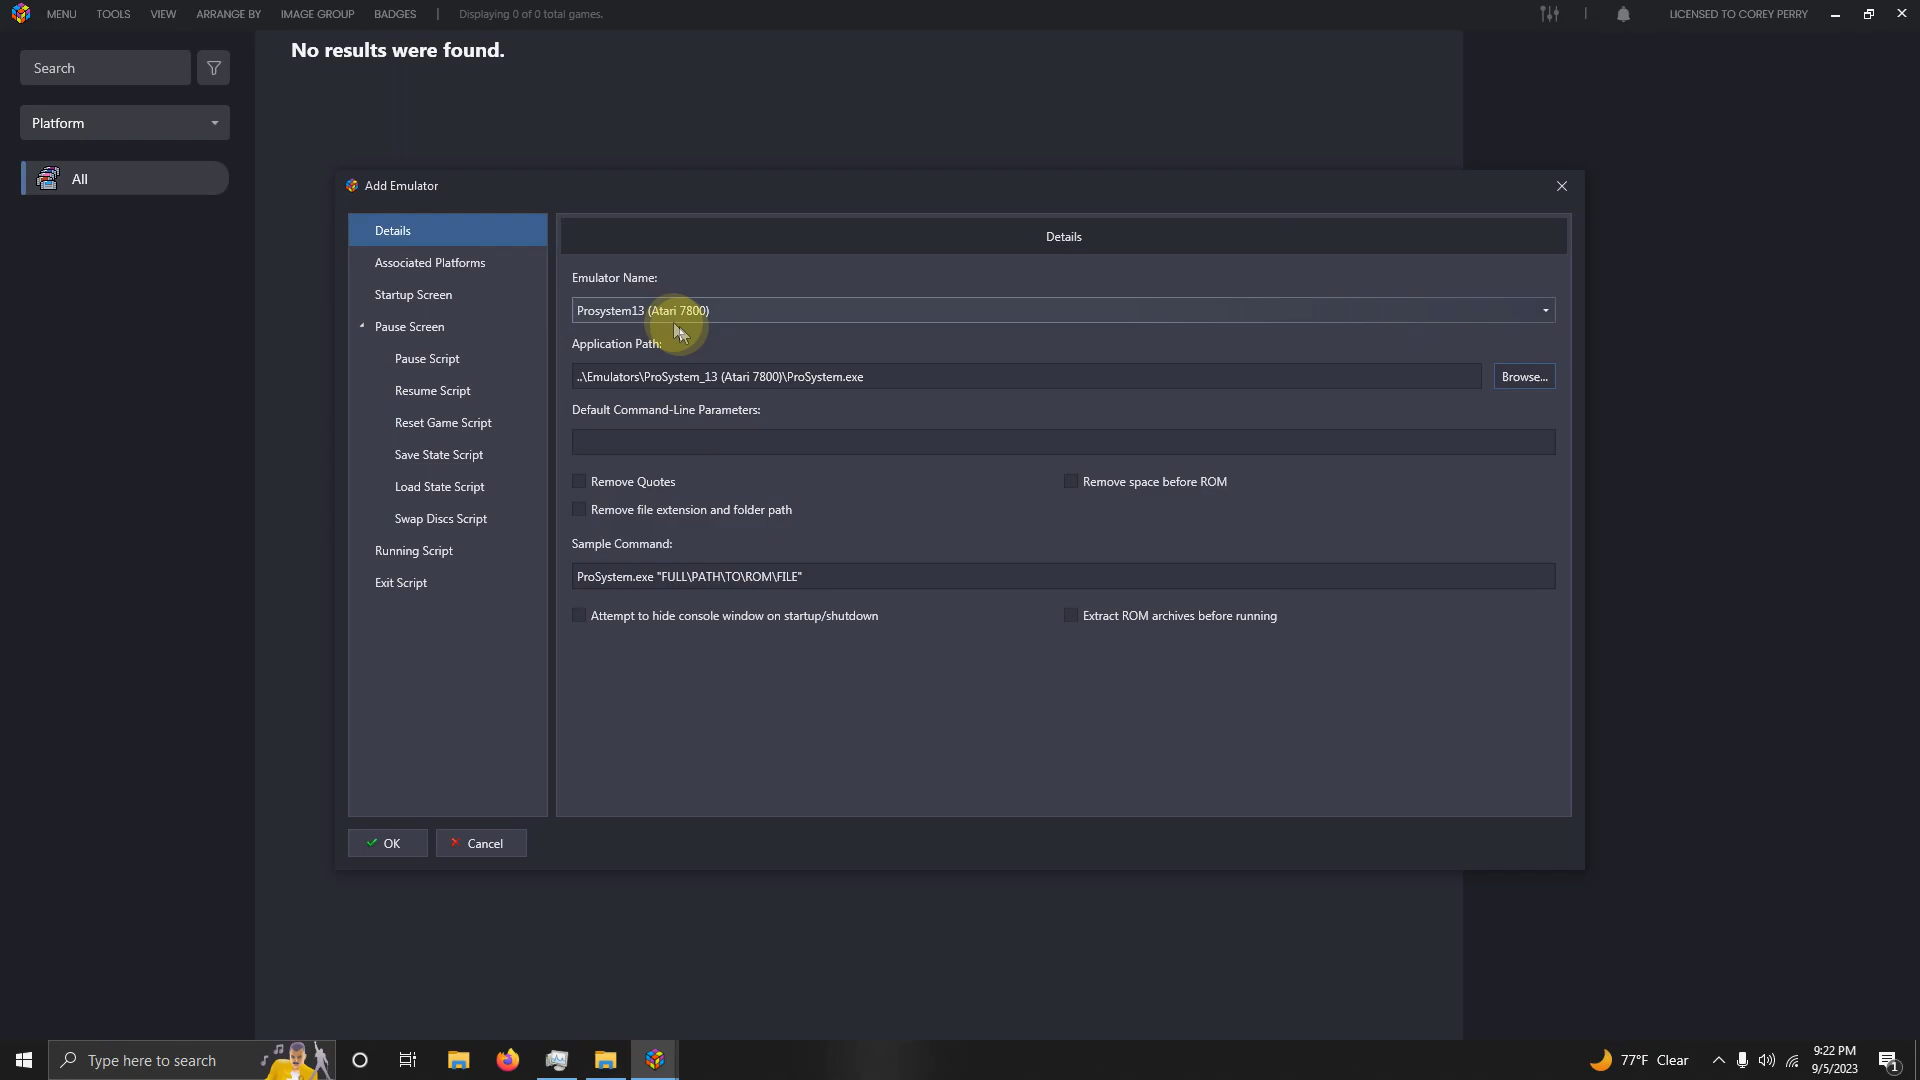 MENU TOOLS VIEW ARRANGE BY IMAGE GROUP BADGES | Displaying 0 of 0 total games. | LICENSED TO COREY PERRY
Search
No results were found.
Platform
All
Add Emulator
Details
Associated Platforms
Startup Screen
Pause Screen
Pause Script
Resume Script
Reset Game Script
Save State Script
Load State Script
Swap Discs Script
Running Script
Exit Script
Details
Emulator Name:
Prosystem13 (Atari 7800)
Application Path:
..\Emulators\ProSystem_13 (Atari 7800)\ProSystem.exe Browse...
Default Command-Line Parameters:
Remove Quotes Remove space before ROM
Remove file extension and folder path
Sample Command:
ProSystem.exe "FULL\PATH\TO\ROM\FILE"
Attempt to hide console window on startup/shutdown Extract ROM archives before running
OK Cancel
Type here to search
77°F Clear
9:22 PM
9/5/2023
1